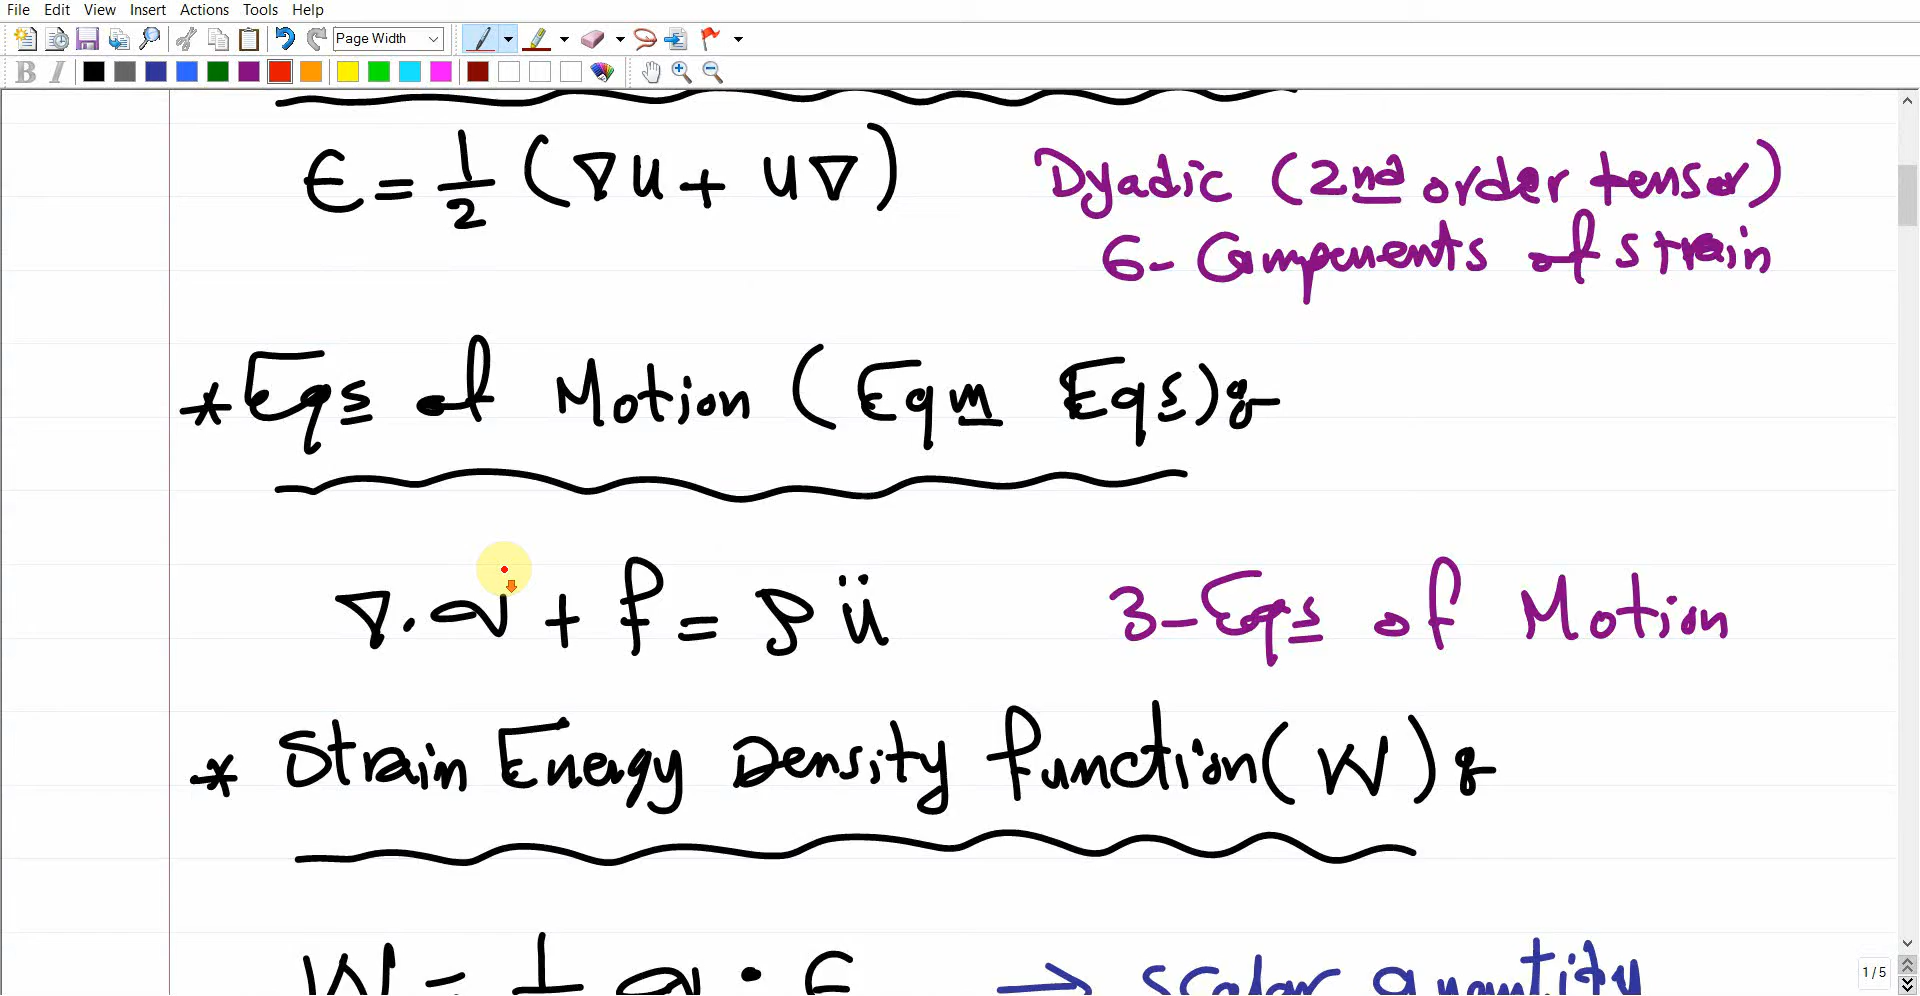 File Edit View Insert Actions Tools Help
Page Width
B I
ϵ = 1/2 (∇u + u∇)
Dyadic (2nd order tensor)
6- Components of strain
* Eqs of Motion (Eqm Eqs):
∇·σ + f = ρ ü
3-Eqs of Motion
* Strain Energy Density function (W):
W = 1 σ · ϵ → scalar quantity
1 / 5